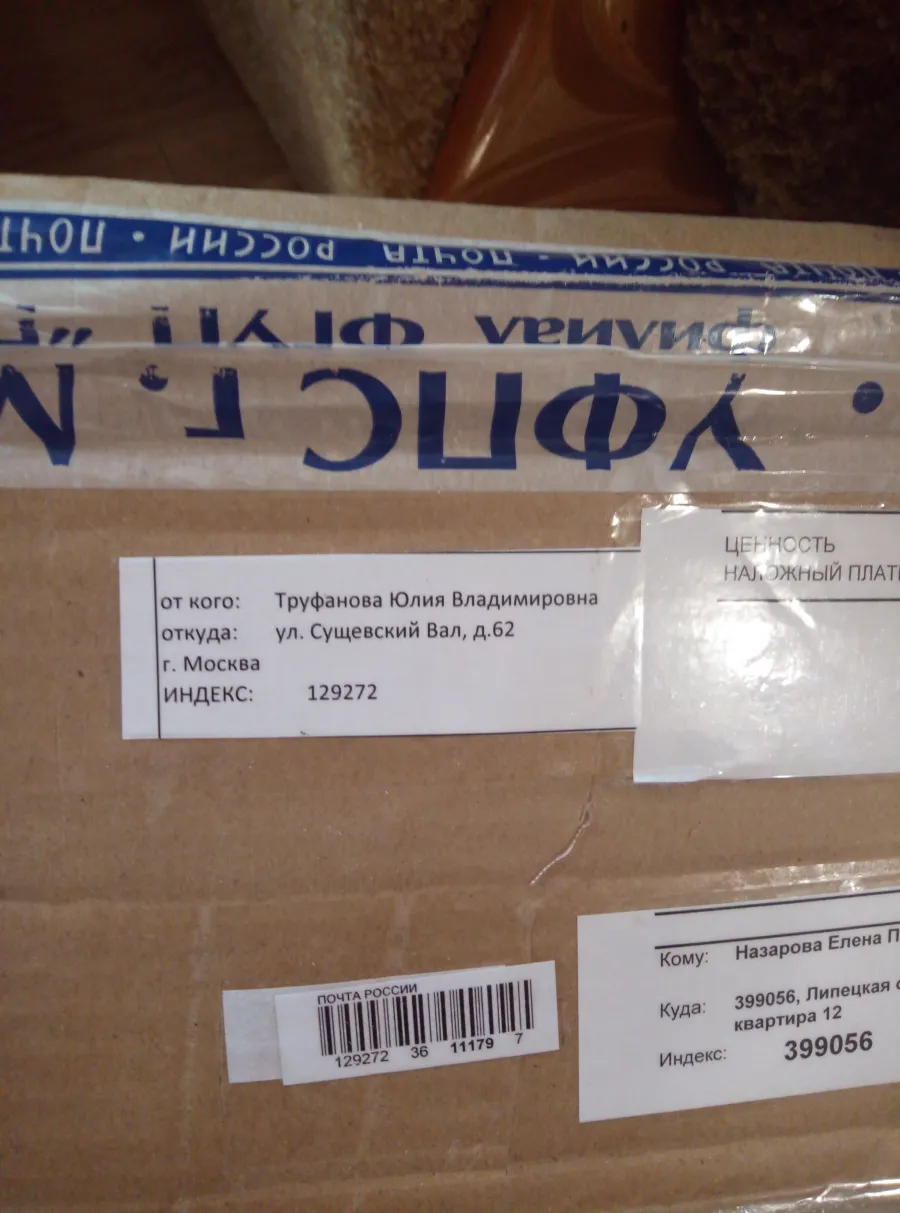 ПОЧТА РОССИИ • ПОЧТА РОССИИ • ПОЧТ
филиал ФГУП "П
• УФПС г. М
ЦЕННОСТЬ
НАЛОЖНЫЙ ПЛАТ
от кого: Труфанова Юлия Владимировна
откуда: ул. Сущевский Вал, д.62
г. Москва
ИНДЕКС: 129272
Кому: Назарова Елена П
Куда: 399056, Липецкая
квартира 12
Индекс: 399056
ПОЧТА РОССИИ
129272 36 11179 7